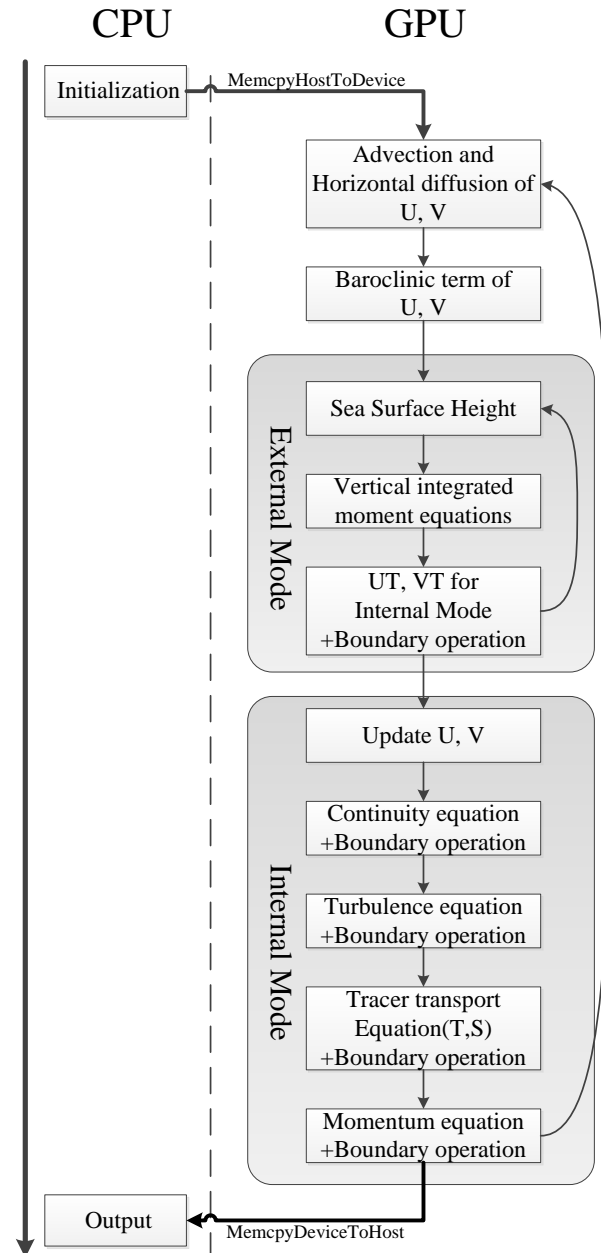 CPU
GPU
Initialization
MemcpyHostToDevice
Advection and
Horizontal diffusion of
U, V
Baroclinic term of
U, V
External Mode
Sea Surface Height
Vertical integrated
moment equations
UT, VT for
Internal Mode
+Boundary operation
Internal Mode
Update U, V
Continuity equation
+Boundary operation
Turbulence equation
+Boundary operation
Tracer transport
Equation(T,S)
+Boundary operation
Momentum equation
+Boundary operation
Output
MemcpyDeviceToHost